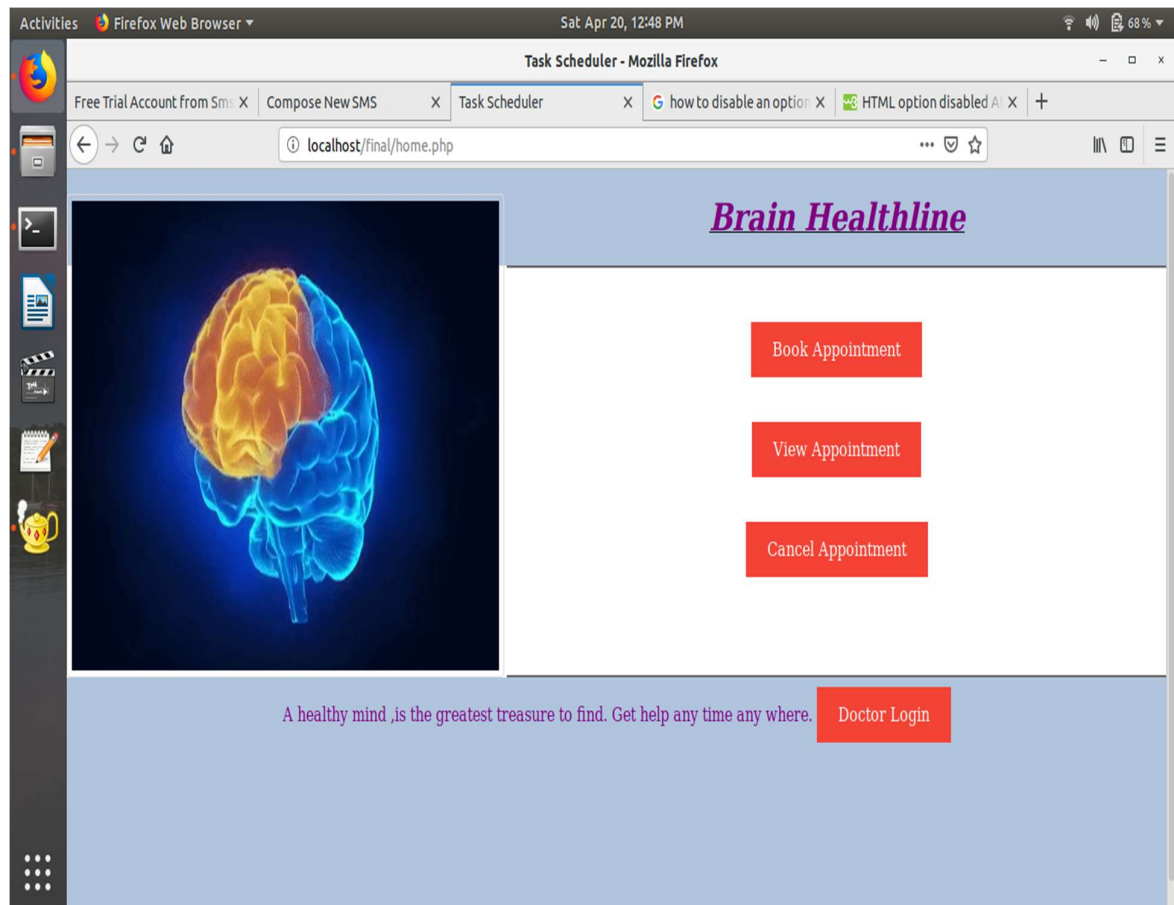 Activities Firefox Web Browser Sat Apr 20, 12:48 PM 68 %
Task Scheduler - Mozilla Firefox
Free Trial Account from Sms Compose New SMS Task Scheduler how to disable an option HTML option disabled
localhost/final/home.php
Brain Healthline
Book Appointment
View Appointment
Cancel Appointment
A healthy mind ,is the greatest treasure to find. Get help any time any where. Doctor Login